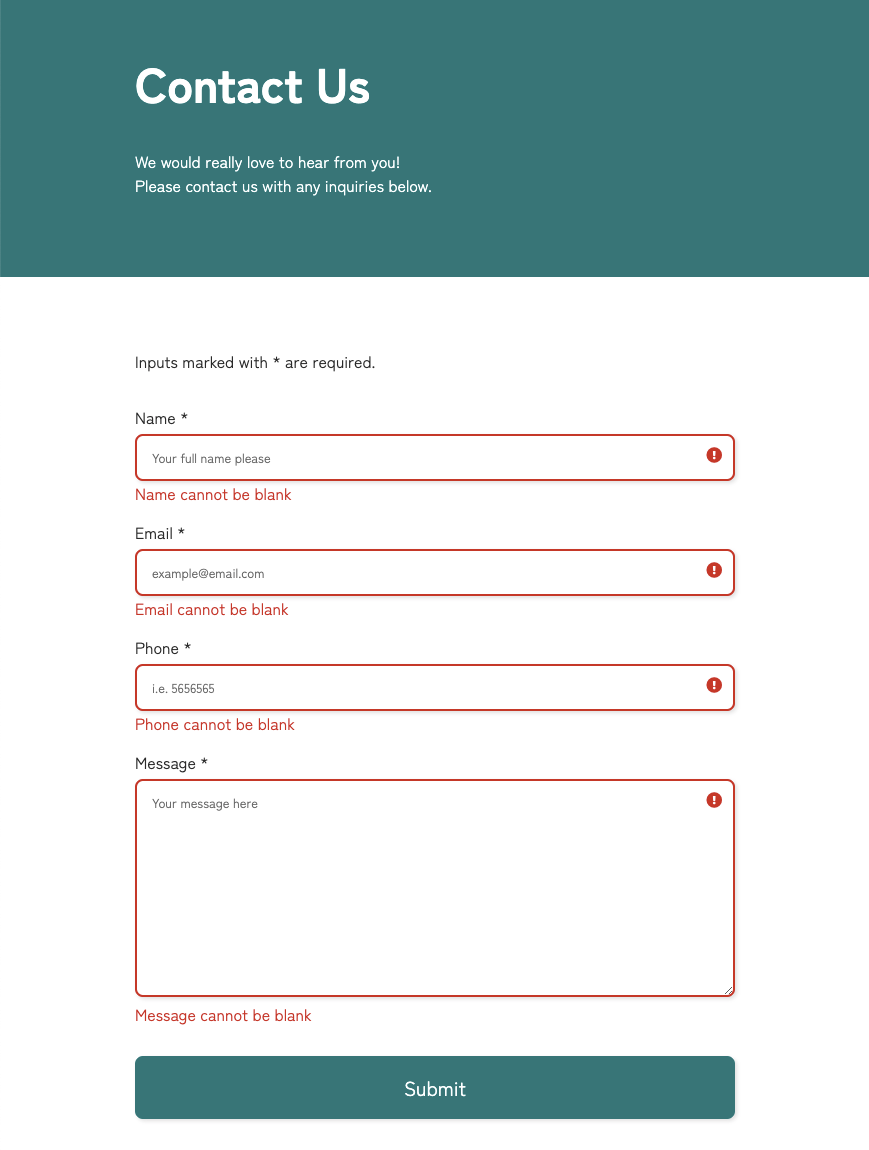 Contact Us
We would really love to hear from you!
Please contact us with any inquiries below.
Inputs marked with * are required.
Name *
Your full name please
Name cannot be blank
Email *
example@email.com
Email cannot be blank
Phone *
i.e. 5656565
Phone cannot be blank
Message *
Your message here
Message cannot be blank
Submit